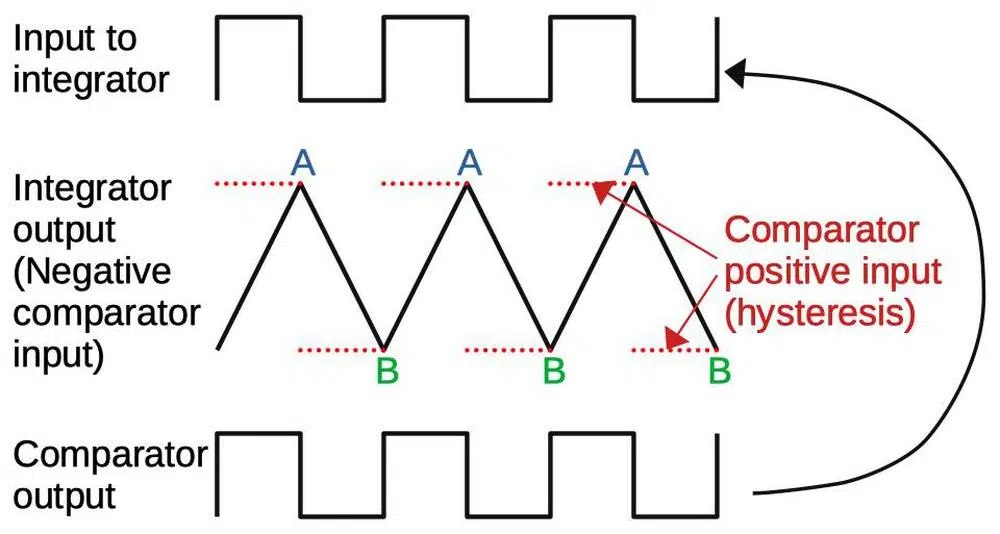 Input to
integrator
A
A
A
Integrator
output
(Negative
comparator
input)
Comparator
positive input
(hysteresis)
B
B
B
Comparator
output